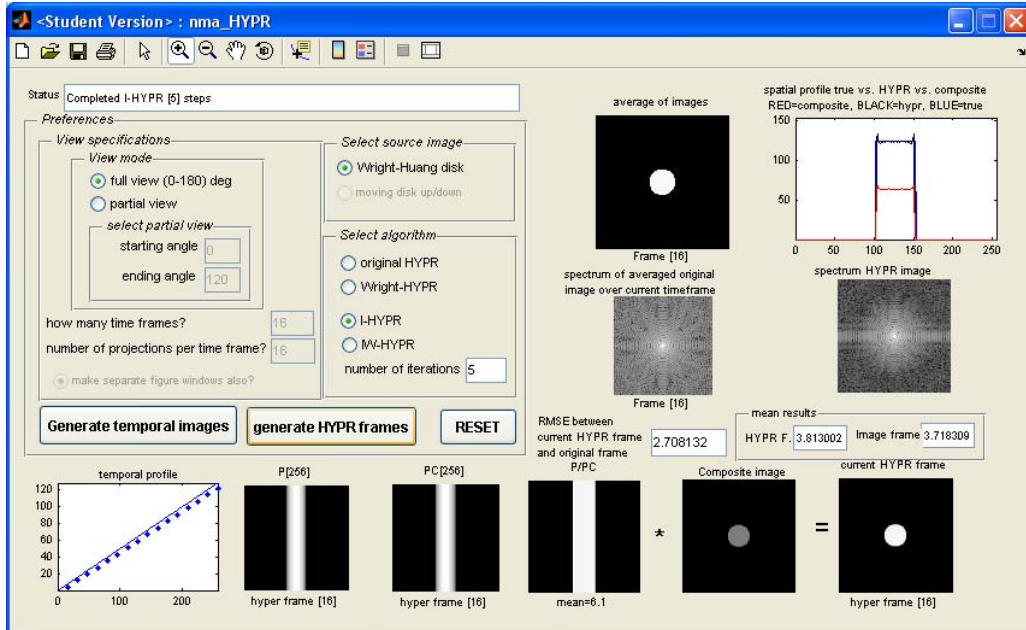 <Student Version> : nma_HYPR
Status
Completed I-HYPR [5] steps
Preferences
View specifications
View mode
full view (0-180) deg
partial view
select partial view
starting angle 0
ending angle 120
how many time frames? 16
number of projections per time frame? 16
make separate figure windows also?
Select source image
Wright-Huang disk
moving disk up/down
Select algorithm
original HYPR
Wright-HYPR
I-HYPR
IW-HYPR
number of iterations 5
Generate temporal images
generate HYPR frames
RESET
average of images
Frame [16]
spatial profile true vs. HYPR vs. composite
RED=composite, BLACK=hypr, BLUE=true
150
100
50
0 50 100 150 200 250
spectrum of averaged original
image over current timeframe
Frame [16]
spectrum HYPR image
RMSE between
current HYPR frame
and original frame
2.708132
mean results
HYPR F. 3.813002
Image frame 3.718309
temporal profile
120
100
80
60
40
20
0 100 200
P[256]
hyper frame [16]
PC[256]
hyper frame [16]
P/PC
mean=6.1
*
Composite image
=
current HYPR frame
hyper frame [16]